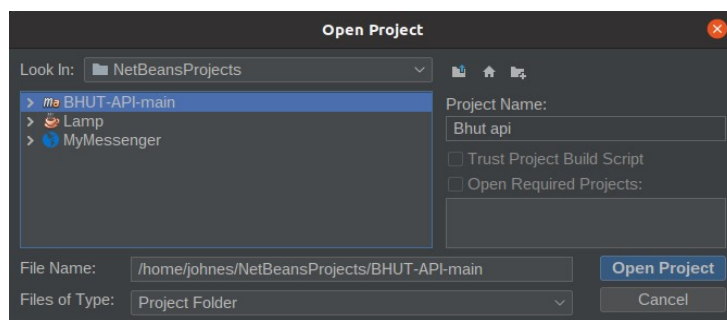 Open Project
Look In: NetBeansProjects
ma BHUT-API-main
Lamp
MyMessenger
Project Name:
Bhut api
Trust Project Build Script
Open Required Projects:
File Name: /home/johnes/NetBeansProjects/BHUT-API-main
Open Project
Files of Type: Project Folder
Cancel